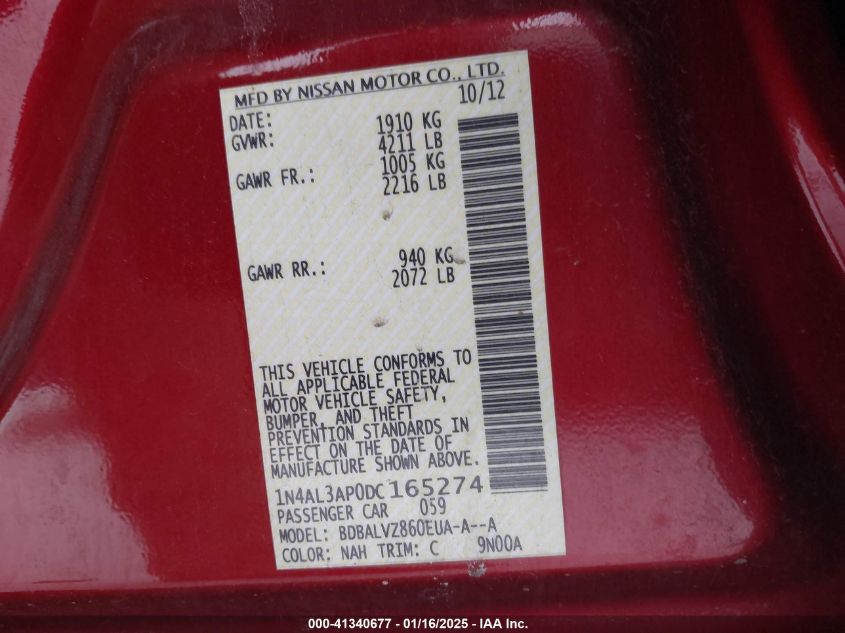 MFD BY NISSAN MOTOR CO., LTD.
DATE: 10/12
GVWR: 1910 KG
4211 LB
GAWR FR.: 1005 KG
2216 LB
GAWR RR.: 940 KG
2072 LB
THIS VEHICLE CONFORMS TO
ALL APPLICABLE FEDERAL
MOTOR VEHICLE SAFETY,
BUMPER, AND THEFT
PREVENTION STANDARDS IN
EFFECT ON THE DATE OF
MANUFACTURE SHOWN ABOVE.
1N4AL3AP0DC165274
PASSENGER CAR 059
MODEL: BDBALVZ860EUA-A--A
COLOR: NAH TRIM: C 9N00A
000-41340677 - 01/16/2025 - IAA Inc.